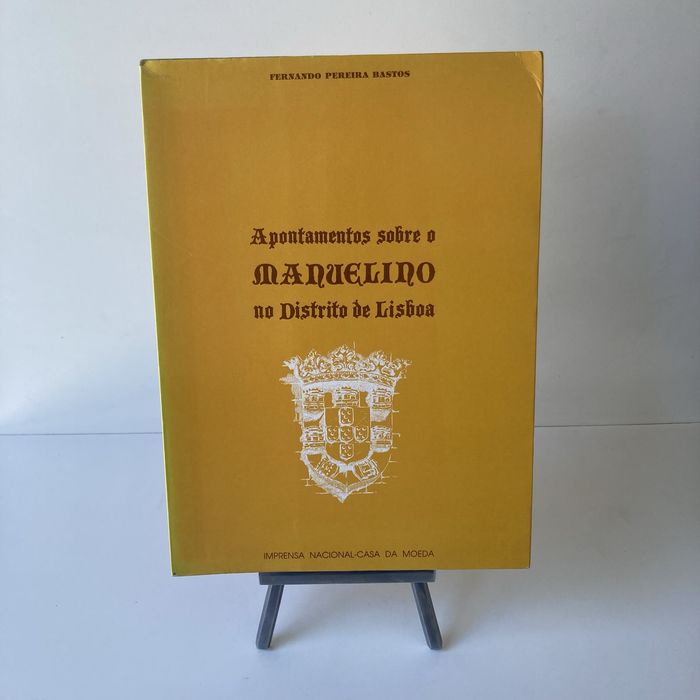 FERNANDO PEREIRA BASTOS
Apontamentos sobre o
MANUELINO
no Distrito de Lisboa
IMPRENSA NACIONAL-CASA DA MOEDA